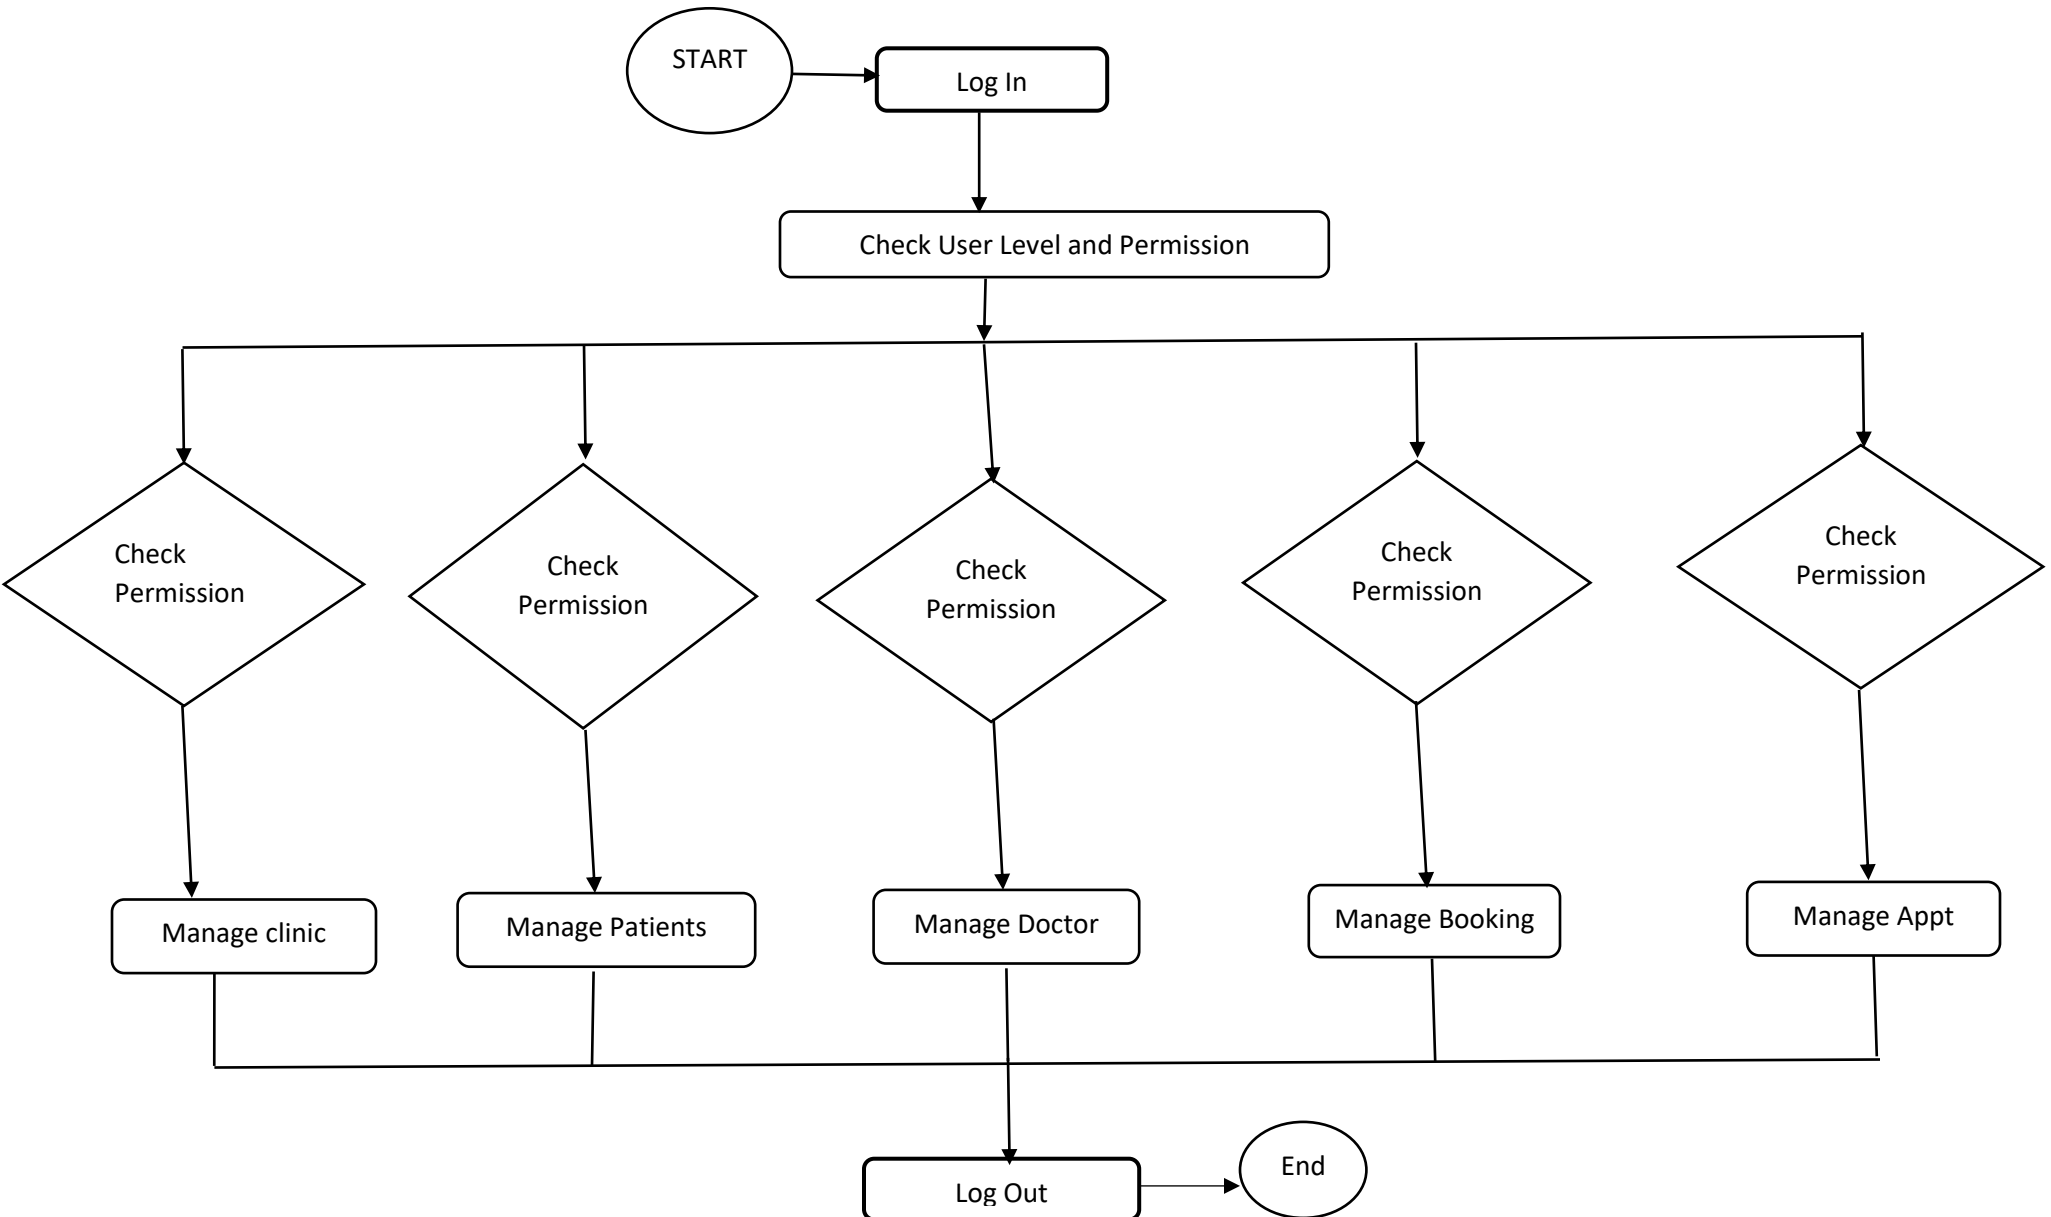 START
Log In
Check User Level and Permission
Check
Permission
Check
Permission
Check
Permission
Check
Permission
Check
Permission
Manage clinic
Manage Patients
Manage Doctor
Manage Booking
Manage Appt
Log Out
End